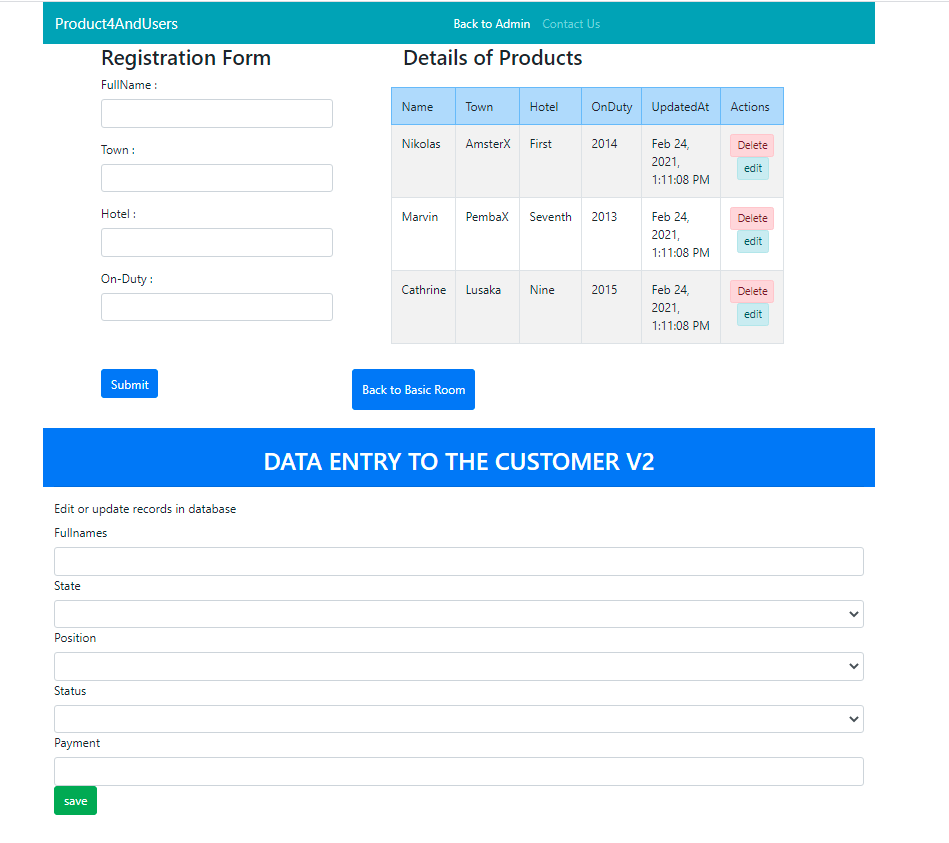 Product4AndUsers Back to Admin Contact Us
Registration Form
FullName :
Town :
Hotel :
On-Duty :
Submit
Details of Products
Name Town Hotel OnDuty UpdatedAt Actions
Nikolas AmsterX First 2014 Feb 24, Delete
2021, edit
1:11:08 PM
Marvin PembaX Seventh 2013 Feb 24, Delete
2021, edit
1:11:08 PM
Cathrine Lusaka Nine 2015 Feb 24, Delete
2021, edit
1:11:08 PM
Back to Basic Room
DATA ENTRY TO THE CUSTOMER V2
Edit or update records in database
Fullnames
State
Position
Status
Payment
save